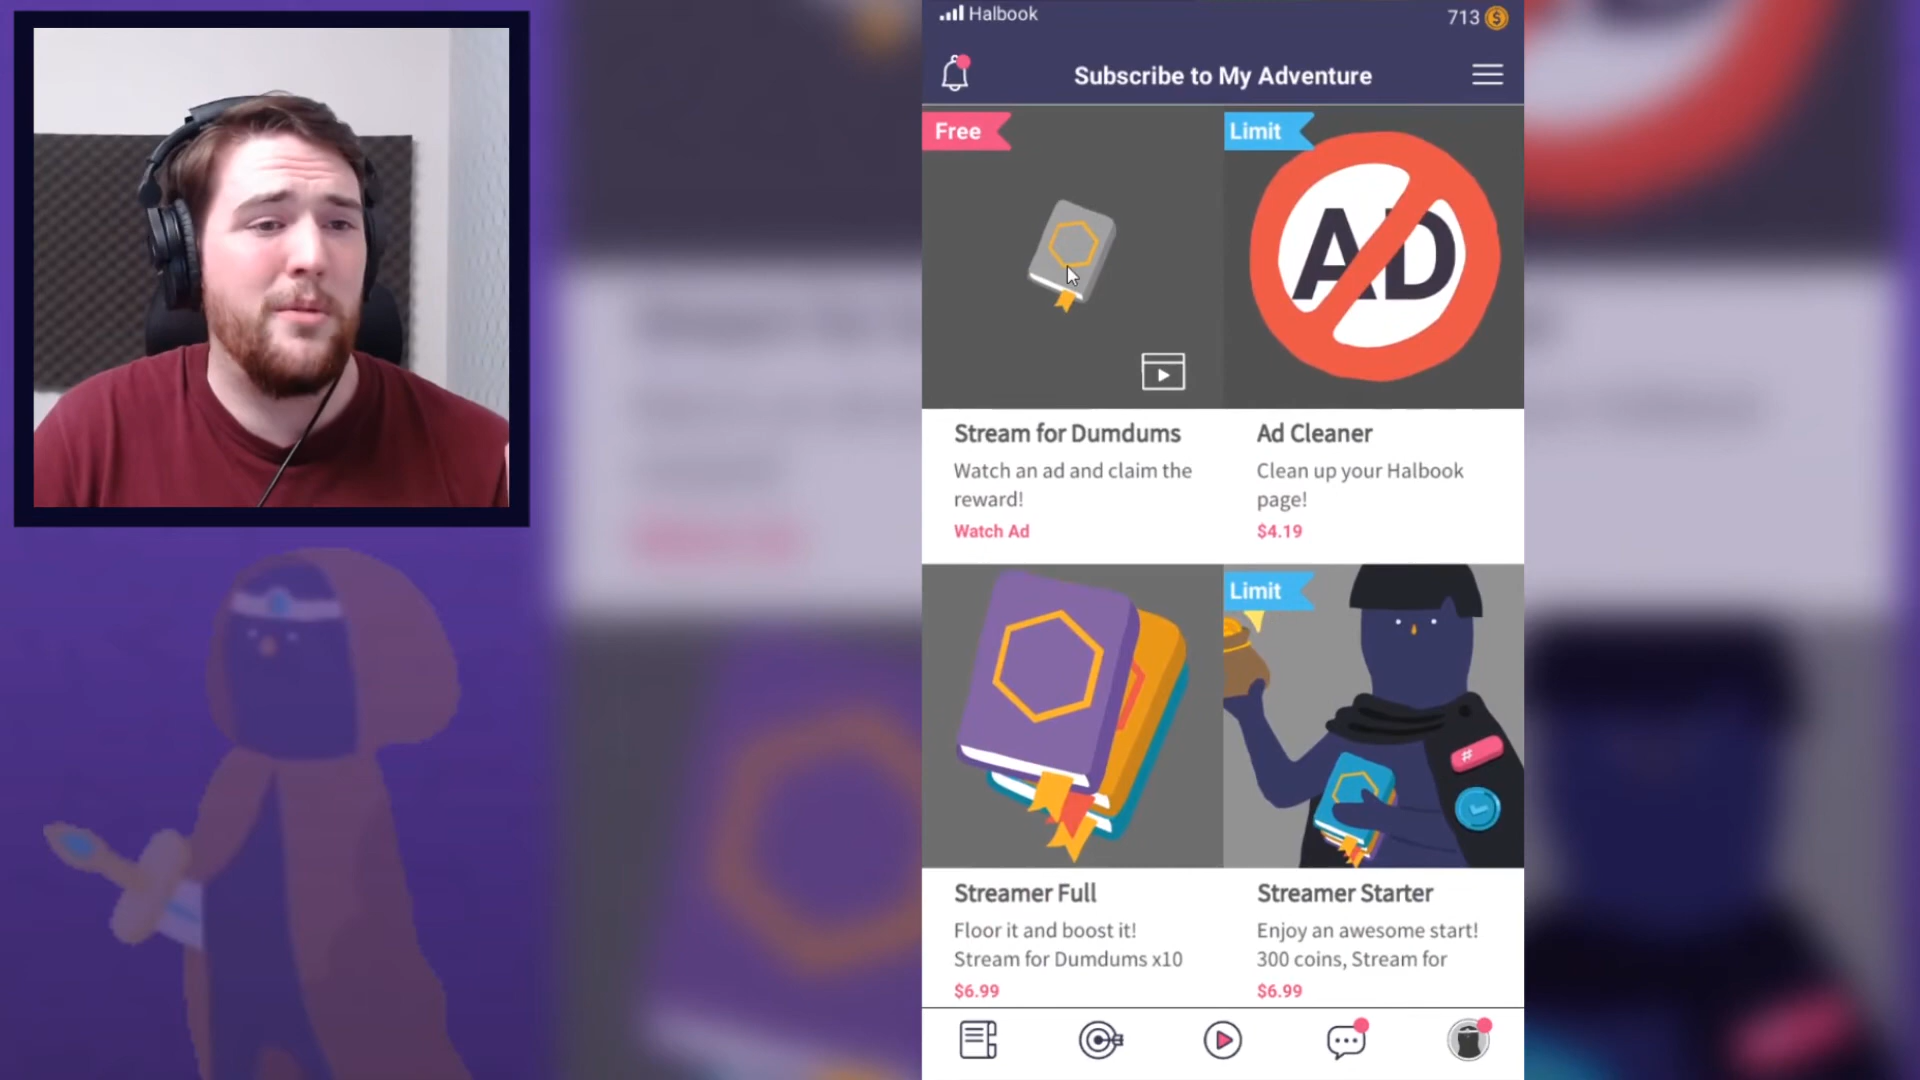 Halbook
713
Subscribe to My Adventure
Free
Limit
AD
Stream for Dumdums
Watch an ad and claim the
reward!
Watch Ad
Ad Cleaner
Clean up your Halbook
page!
$4.19
Limit
#
Streamer Full
Floor it and boost it!
Stream for Dumdums x10
$6.99
Streamer Starter
Enjoy an awesome start!
300 coins, Stream for
$6.99